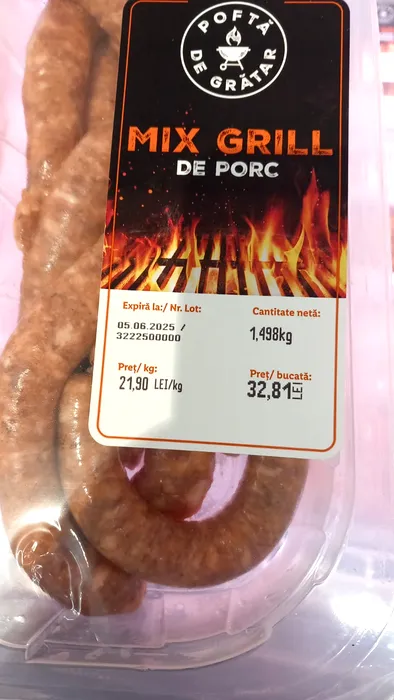 POFTĂ
DE GRĂTAR
MIX GRILL
DE PORC
Expiră la:/ Nr. Lot:
05.06.2025 /
3222500000
Cantitate netă:
1,498kg
Preț/ kg:
21,90 LEI/kg
Preț/ bucată:
32,81 LEI